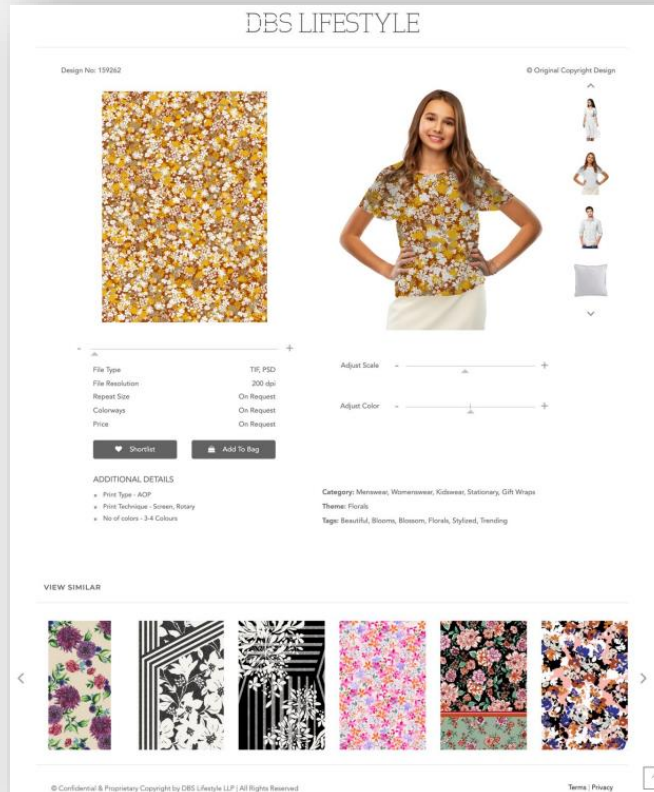 DBS LIFESTYLE
Design No: 159262
© Original Copyright Design
- +
File Type TIF, PSD
File Resolution 200 dpi
Repeat Size On Request
Colorways On Request
Price On Request
Shortlist
Add To Bag
Adjust Scale - +
Adjust Color - +
ADDITIONAL DETAILS
Print Type - AOP
Print Technique - Screen, Rotary
No of colors - 3-4 Colours
Category: Menswear, Womenswear, Kidswear, Stationary, Gift Wraps
Theme: Florals
Tags: Beautiful, Blooms, Blossom, Florals, Stylized, Trending
VIEW SIMILAR
© Confidential & Proprietary Copyright by DBS Lifestyle LLP | All Rights Reserved
Terms | Privacy